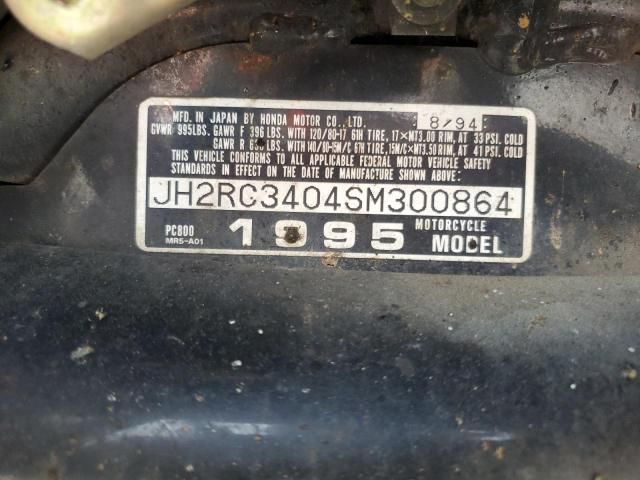 MFD. IN JAPAN BY HONDA MOTOR CO., LTD. 8/94
GVWR 995LBS. GAWR F 396 LBS. WITH 120/80-17 61H TIRE, 17×MT3.00 RIM, AT 33 PSI. COLD
GAWR R LBS. WITH 140/80-15M/C 67H TIRE, 15M/C×MT3.50 RIM, AT 41 PSI. COLD
THIS VEHICLE CONFORMS TO ALL APPLICABLE FEDERAL MOTOR VEHICLE SAFETY
STANDARDS IN EFFECT ON THE DATE OF MANUFACTURE SHOWN ABOVE:
JH2RC3404SM300864
PC800 1995 MOTORCYCLE
MR5-A01 MODEL